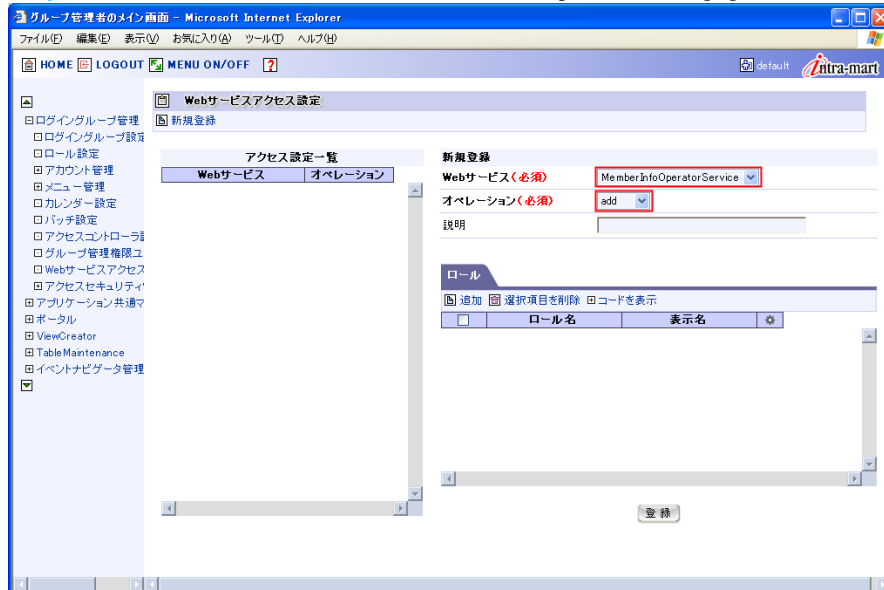 グループ管理者のメイン画面 - Microsoft Internet Explorer
ファイル(F) 編集(E) 表示(V) お気に入り(A) ツール(T) ヘルプ(H)
HOME LOGOUT MENU ON/OFF ? default intra-mart
Webサービスアクセス設定
新規登録
ログイングループ管理
ログイングループ設定
ロール設定
アカウント管理
メニュー管理
カレンダー設定
バッチ設定
アクセスコントローラ
グループ管理権限ユ
Webサービスアクセス
アクセスセキュリティ
アプリケーション共通マ
ポータル
ViewCreator
TableMaintenance
イベントナビゲータ管理
アクセス設定一覧
Webサービス オペレーション
新規登録
Webサービス(必須) MemberInfoOperatorService
オペレーション(必須) add
説明
ロール
追加 選択項目を削除 コードを表示
ロール名 表示名
登録